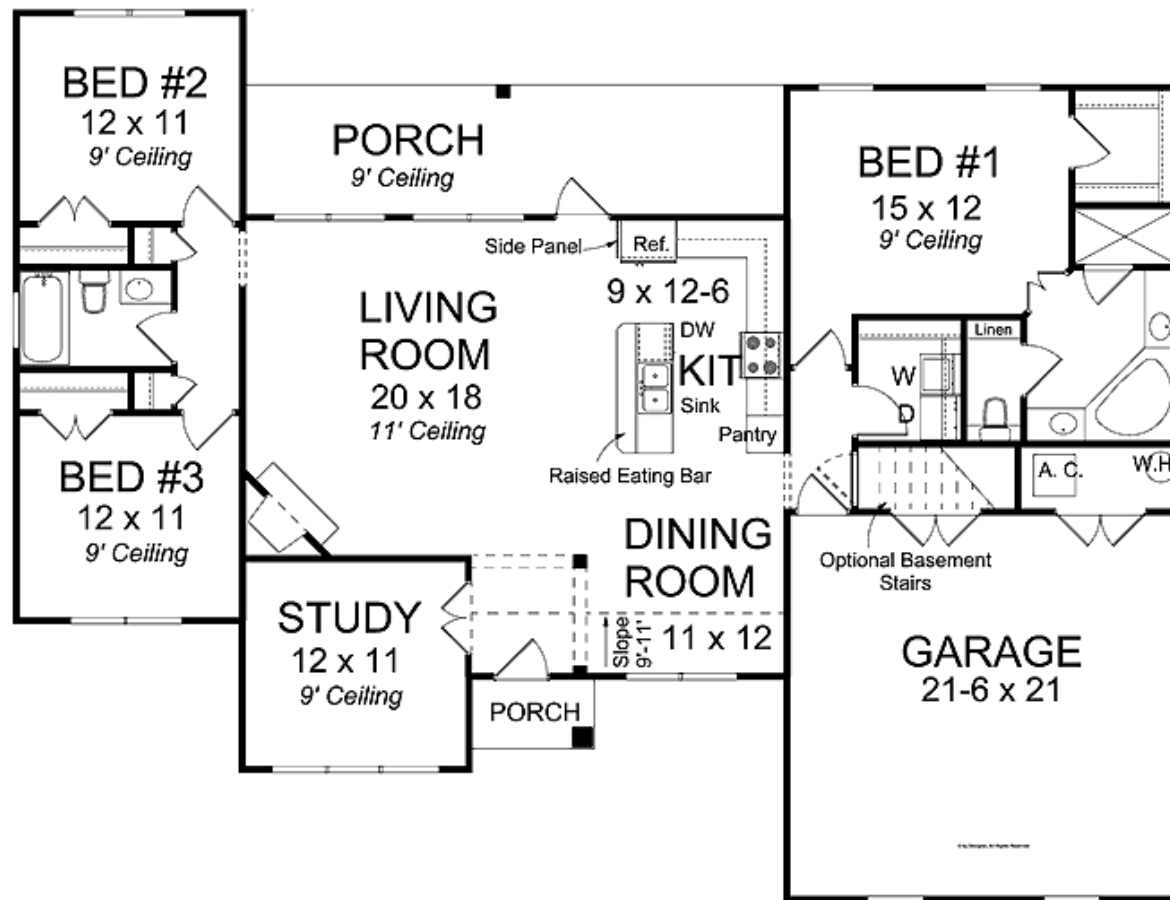 BED #2
12 x 11
9' Ceiling
PORCH
9' Ceiling
BED #1
15 x 12
9' Ceiling
Side Panel
Ref.
9 x 12-6
LIVING
ROOM
20 x 18
11' Ceiling
DW
KIT
Sink
Pantry
Raised Eating Bar
Linen
W
D
BED #3
12 x 11
9' Ceiling
A. C.
W.H
DINING
ROOM
11 x 12
Slope
9'-11'
Optional Basement
Stairs
STUDY
12 x 11
9' Ceiling
PORCH
GARAGE
21-6 x 21